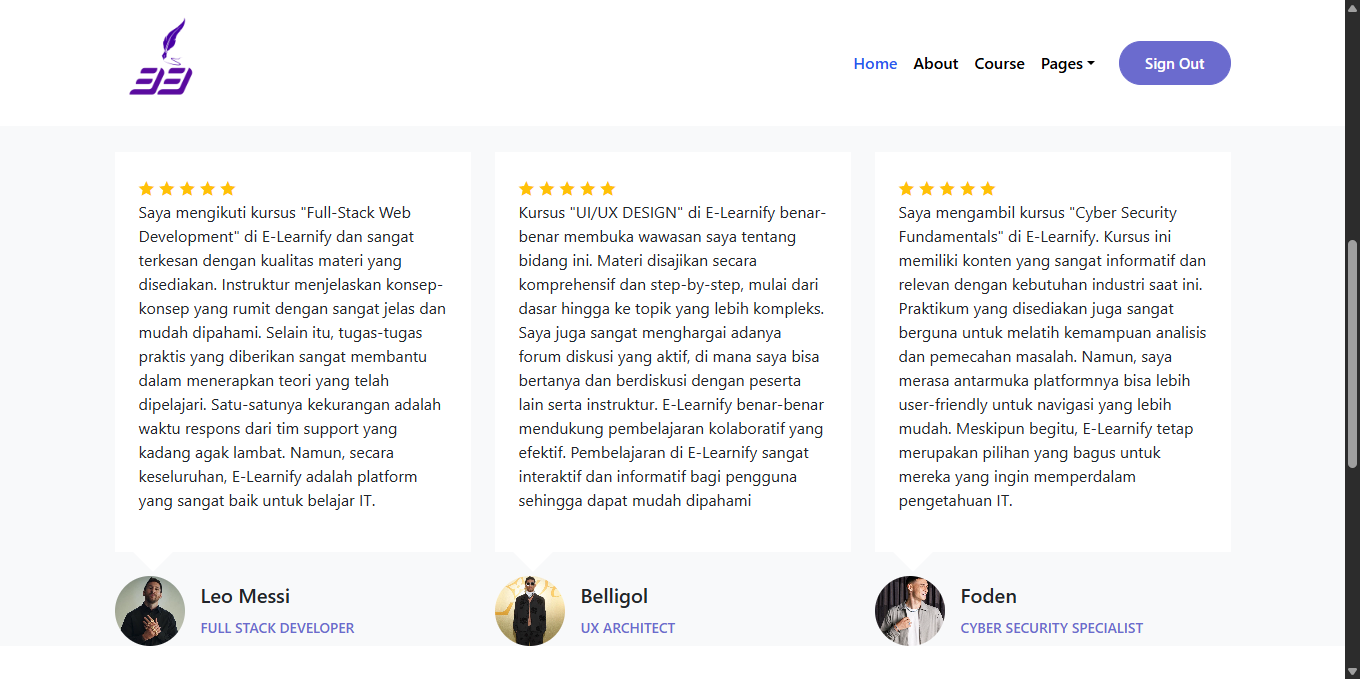 Home About Course Pages Sign Out
Saya mengikuti kursus "Full-Stack Web
Development" di E-Learnify dan sangat
terkesan dengan kualitas materi yang
disediakan. Instruktur menjelaskan konsep-
konsep yang rumit dengan sangat jelas dan
mudah dipahami. Selain itu, tugas-tugas
praktis yang diberikan sangat membantu
dalam menerapkan teori yang telah
dipelajari. Satu-satunya kekurangan adalah
waktu respons dari tim support yang
kadang agak lambat. Namun, secara
keseluruhan, E-Learnify adalah platform
yang sangat baik untuk belajar IT.
Leo Messi
FULL STACK DEVELOPER
Kursus "UI/UX DESIGN" di E-Learnify benar-
benar membuka wawasan saya tentang
bidang ini. Materi disajikan secara
komprehensif dan step-by-step, mulai dari
dasar hingga ke topik yang lebih kompleks.
Saya juga sangat menghargai adanya
forum diskusi yang aktif, di mana saya bisa
bertanya dan berdiskusi dengan peserta
lain serta instruktur. E-Learnify benar-benar
mendukung pembelajaran kolaboratif yang
efektif. Pembelajaran di E-Learnify sangat
interaktif dan informatif bagi pengguna
sehingga dapat mudah dipahami
Belligol
UX ARCHITECT
Saya mengambil kursus "Cyber Security
Fundamentals" di E-Learnify. Kursus ini
memiliki konten yang sangat informatif dan
relevan dengan kebutuhan industri saat ini.
Praktikum yang disediakan juga sangat
berguna untuk melatih kemampuan analisis
dan pemecahan masalah. Namun, saya
merasa antarmuka platformnya bisa lebih
user-friendly untuk navigasi yang lebih
mudah. Meskipun begitu, E-Learnify tetap
merupakan pilihan yang bagus untuk
mereka yang ingin memperdalam
pengetahuan IT.
Foden
CYBER SECURITY SPECIALIST